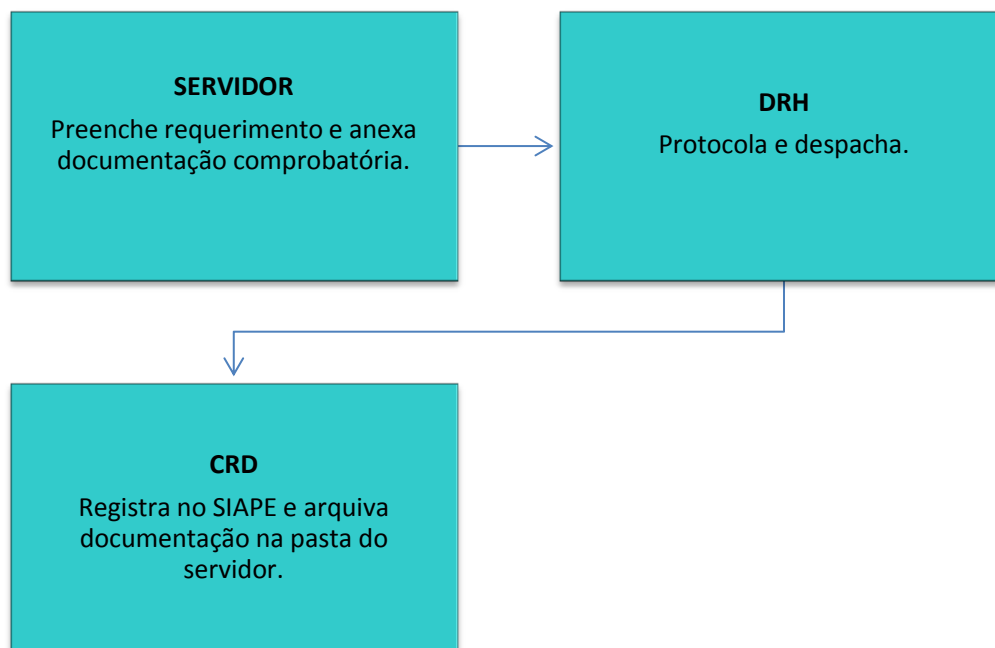 SERVIDOR
Preenche requerimento e anexa
documentação comprobatória.
DRH
Protocola e despacha.
CRD
Registra no SIAPE e arquiva
documentação na pasta do
servidor.